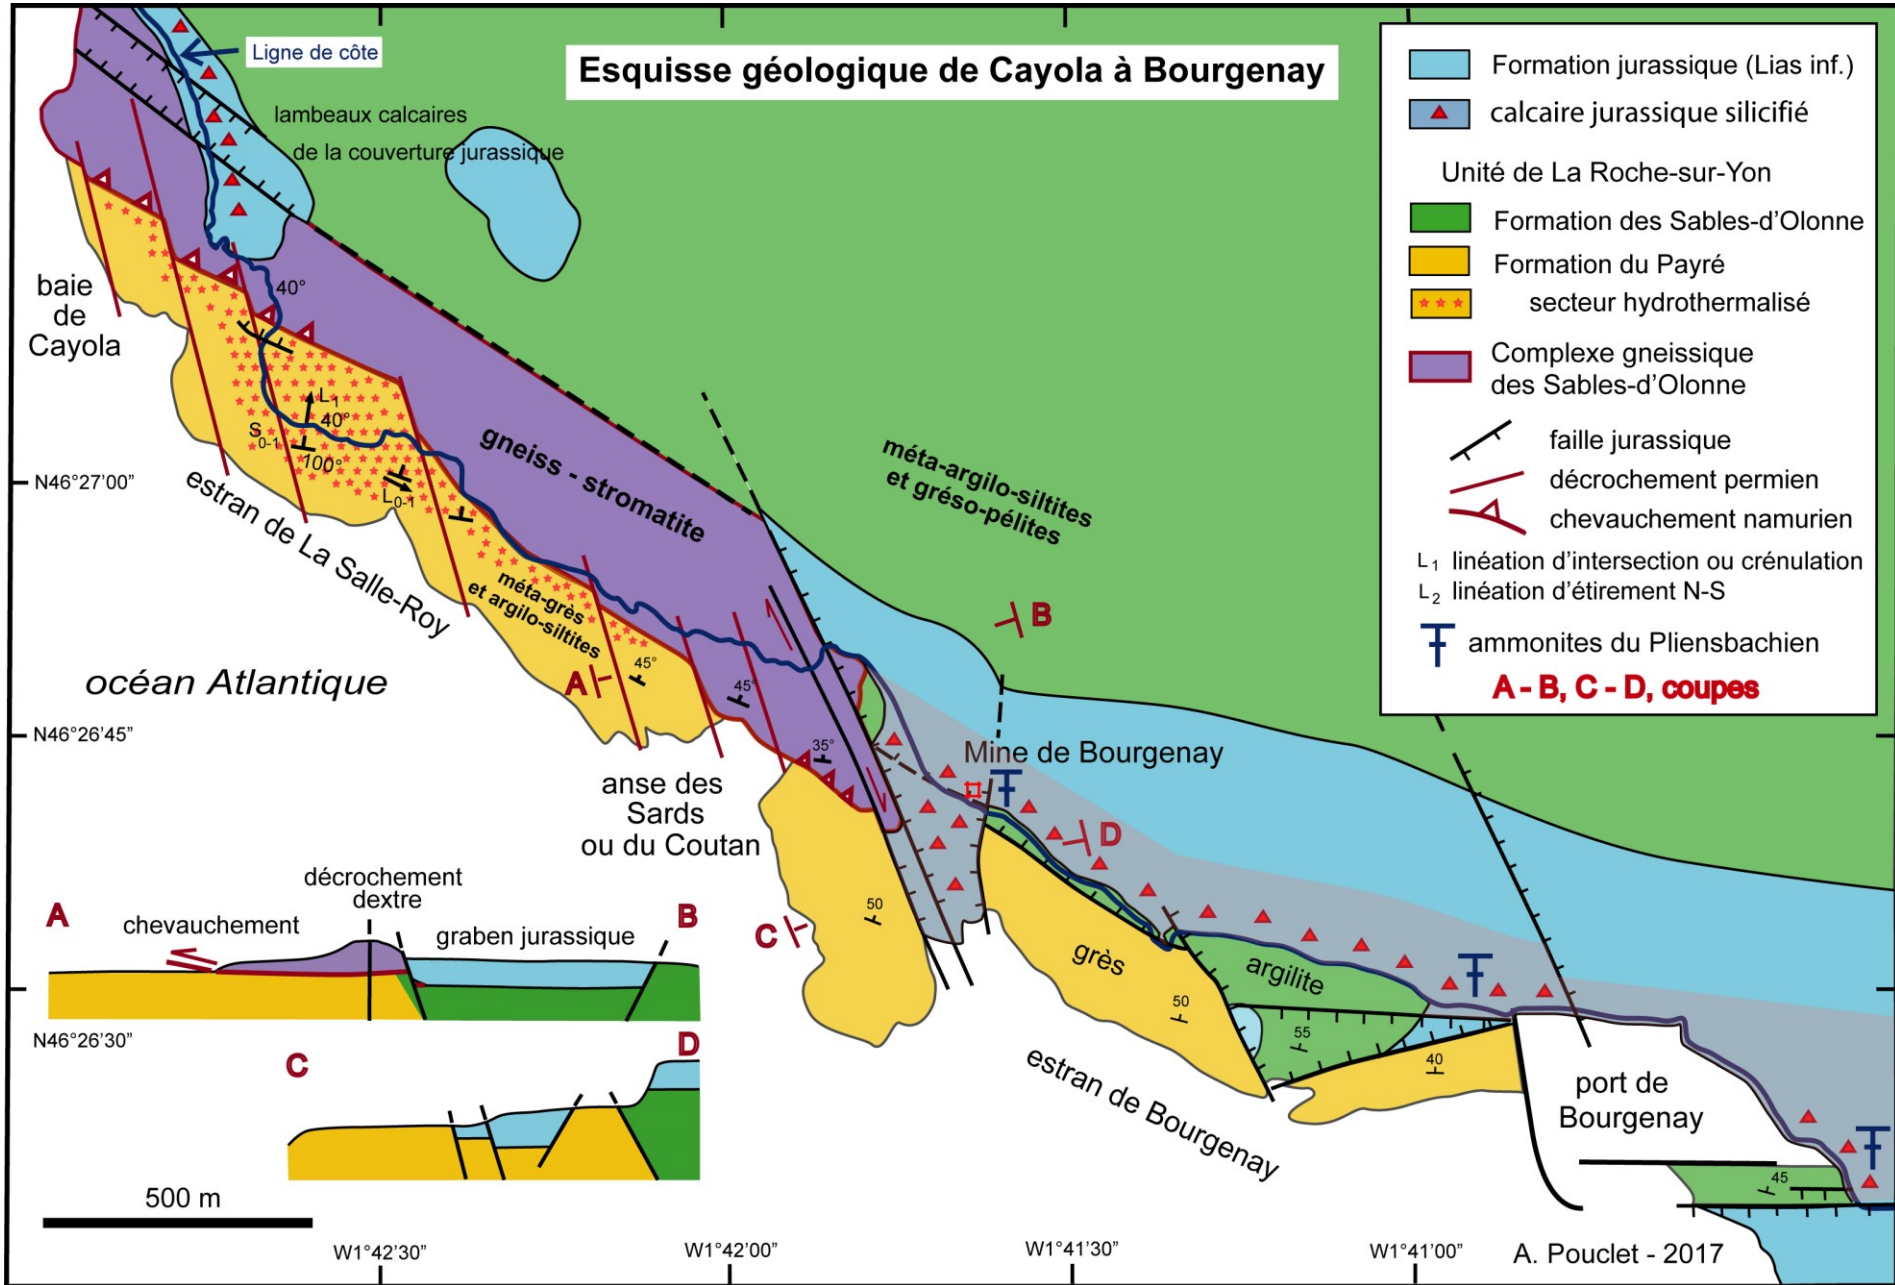 Esquisse géologique de Cayola à Bourgenay
Ligne de côte
lambeaux calcaires
de la couverture jurassique
baie
de
Cayola
40°
L1
40°
S0-1
100°
L0-1
N46°27’00”
estran de La Salle-Roy
gneiss - stromatite
méta-argilo-siltites
et gréso-pélites
méta-grès
et argilo-siltites
océan Atlantique
A
45°
45°
35°
B
N46°26’45”
Mine de Bourgenay
anse des
Sards
ou du Coutan
D
50
C
grès
argilite
50
55
40
45
estran de Bourgenay
port de
Bourgenay
A
chevauchement
décrochement
dextre
graben jurassique
B
N46°26’30”
C
D
500 m
W1°42’30”
W1°42’00”
W1°41’30”
W1°41’00”
A. Pouclet - 2017
Formation jurassique (Lias inf.)
calcaire jurassique silicifié
Unité de La Roche-sur-Yon
Formation des Sables-d’Olonne
Formation du Payré
secteur hydrothermalisé
Complexe gneissique
des Sables-d’Olonne
faille jurassique
décrochement permien
chevauchement namurien
L1 linéation d’intersection ou crénulation
L2 linéation d’étirement N-S
ammonites du Pliensbachien
A - B, C - D, coupes